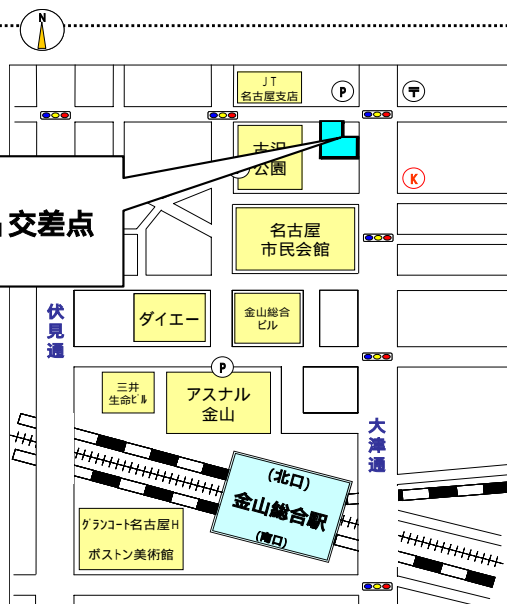 N
JT
名古屋支店
P
〒
古沢
公園
K
交差点
名古屋
市民会館
伏見通
ダイエー
金山総合
ビル
P
三井
生命ビル
アスナル
金山
大津通
(北口)
金山総合駅
(南口)
グランコート名古屋H
ボストン美術館